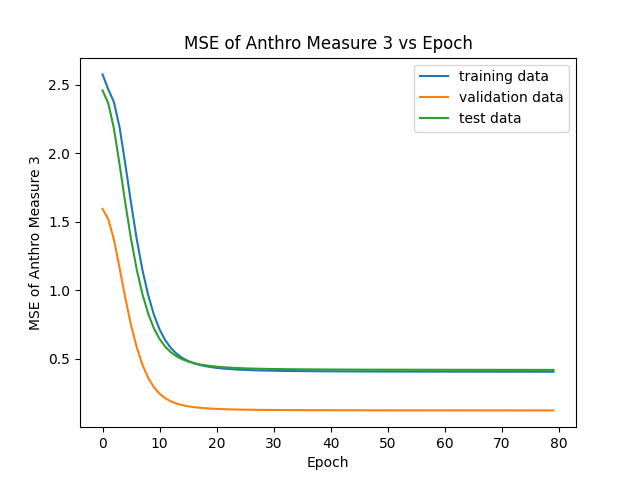 MSE of Anthro Measure 3 vs Epoch
training data
validation data
test data
MSE of Anthro Measure 3
2.5
2.0
1.5
1.0
0.5
0 10 20 30 40 50 60 70 80
Epoch